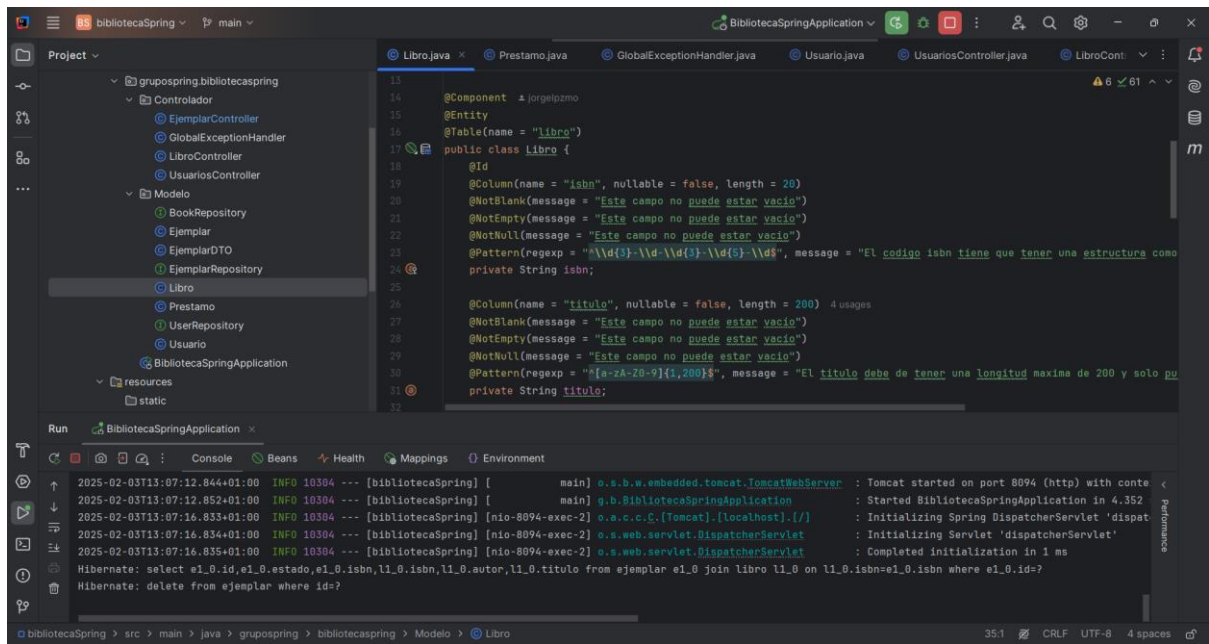 BS bibliotecaSpring main BibliotecaSpringApplication
Project
Libro.java Prestamo.java GlobalExceptionHandler.java Usuario.java UsuariosController.java LibroCont
grupospring.bibliotecaspring
Controlador
EjemplarController
GlobalExceptionHandler
LibroController
UsuariosController
Modelo
BookRepository
Ejemplar
EjemplarDTO
EjemplarRepository
Libro
Prestamo
UserRepository
Usuario
BibliotecaSpringApplication
resources
static
6 61
13
14 @Component jorgelpzmo
15 @Entity
16 @Table(name = "libro")
17 public class Libro {
18 @Id
19 @Column(name = "isbn", nullable = false, length = 20)
20 @NotBlank(message = "Este campo no puede estar vacio")
21 @NotEmpty(message = "Este campo no puede estar vacio")
22 @NotNull(message = "Este campo no puede estar vacio")
23 @Pattern(regexp = "^\\d{3}-\\d-\\d{3}-\\d{5}-\\d$", message = "El codigo isbn tiene que tener una estructura como
24 private String isbn;
25
26 @Column(name = "titulo", nullable = false, length = 200) 4 usages
27 @NotBlank(message = "Este campo no puede estar vacio")
28 @NotEmpty(message = "Este campo no puede estar vacio")
29 @NotNull(message = "Este campo no puede estar vacio")
30 @Pattern(regexp = "^[a-zA-Z0-9]{1,200}$", message = "El titulo debe de tener una longitud maxima de 200 y solo pu
31 private String titulo;
32
m
Run BibliotecaSpringApplication
Console Beans Health Mappings Environment
2025-02-03T13:07:12.844+01:00 INFO 10304 --- [bibliotecaSpring] [ main] o.s.b.w.embedded.tomcat.TomcatWebServer : Tomcat started on port 8094 (http) with conte
2025-02-03T13:07:12.852+01:00 INFO 10304 --- [bibliotecaSpring] [ main] g.b.BibliotecaSpringApplication : Started BibliotecaSpringApplication in 4.352
2025-02-03T13:07:16.833+01:00 INFO 10304 --- [bibliotecaSpring] [nio-8094-exec-2] o.a.c.c.C.[Tomcat].[localhost].[/] : Initializing Spring DispatcherServlet 'dispat
2025-02-03T13:07:16.834+01:00 INFO 10304 --- [bibliotecaSpring] [nio-8094-exec-2] o.s.web.servlet.DispatcherServlet : Initializing Servlet 'dispatcherServlet'
2025-02-03T13:07:16.835+01:00 INFO 10304 --- [bibliotecaSpring] [nio-8094-exec-2] o.s.web.servlet.DispatcherServlet : Completed initialization in 1 ms
Hibernate: select e1_0.id,e1_0.estado,e1_0.isbn,l1_0.isbn,l1_0.autor,l1_0.titulo from ejemplar e1_0 join libro l1_0 on l1_0.isbn=e1_0.isbn where e1_0.id=?
Hibernate: delete from ejemplar where id=?
Performance
bibliotecaSpring > src > main > java > grupospring > bibliotecaspring > Modelo > Libro 35:1 CRLF UTF-8 4 spaces